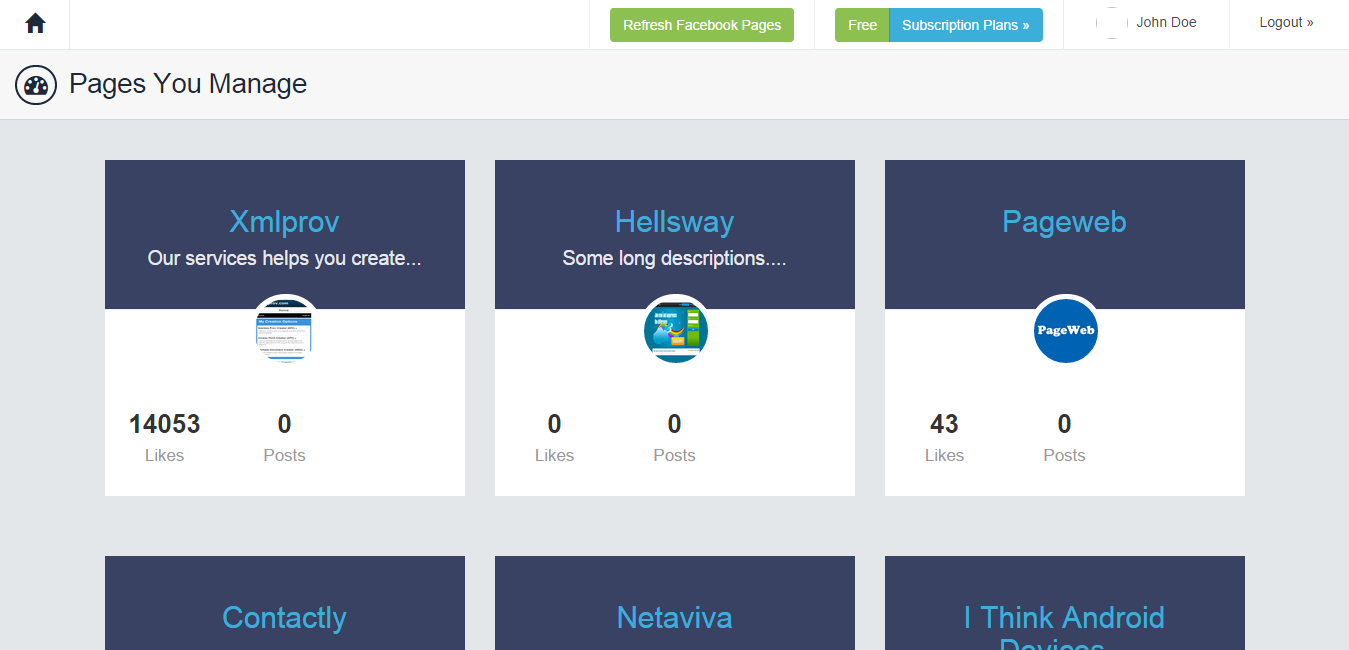 Refresh Facebook Pages
Free Subscription Plans »
John Doe
Logout »
Pages You Manage
Xmlprov
Our services helps you create...
14053 0
Likes Posts
Hellsway
Some long descriptions....
0 0
Likes Posts
Pageweb
PageWeb
43 0
Likes Posts
Contactly
Netaviva
I Think Android
Devices